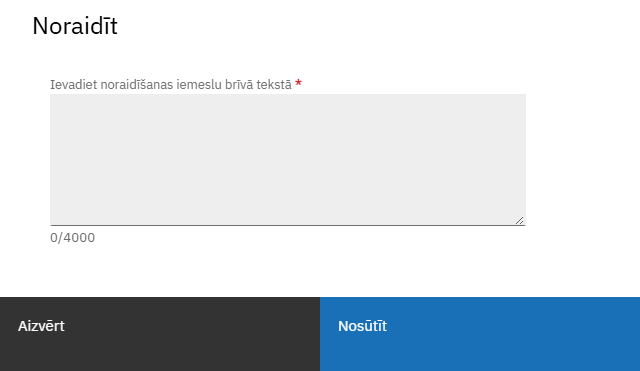 Noraidīt
Ievadiet noraidīšanas iemeslu brīvā tekstā *
0/4000
Aizvērt
Nosūtīt